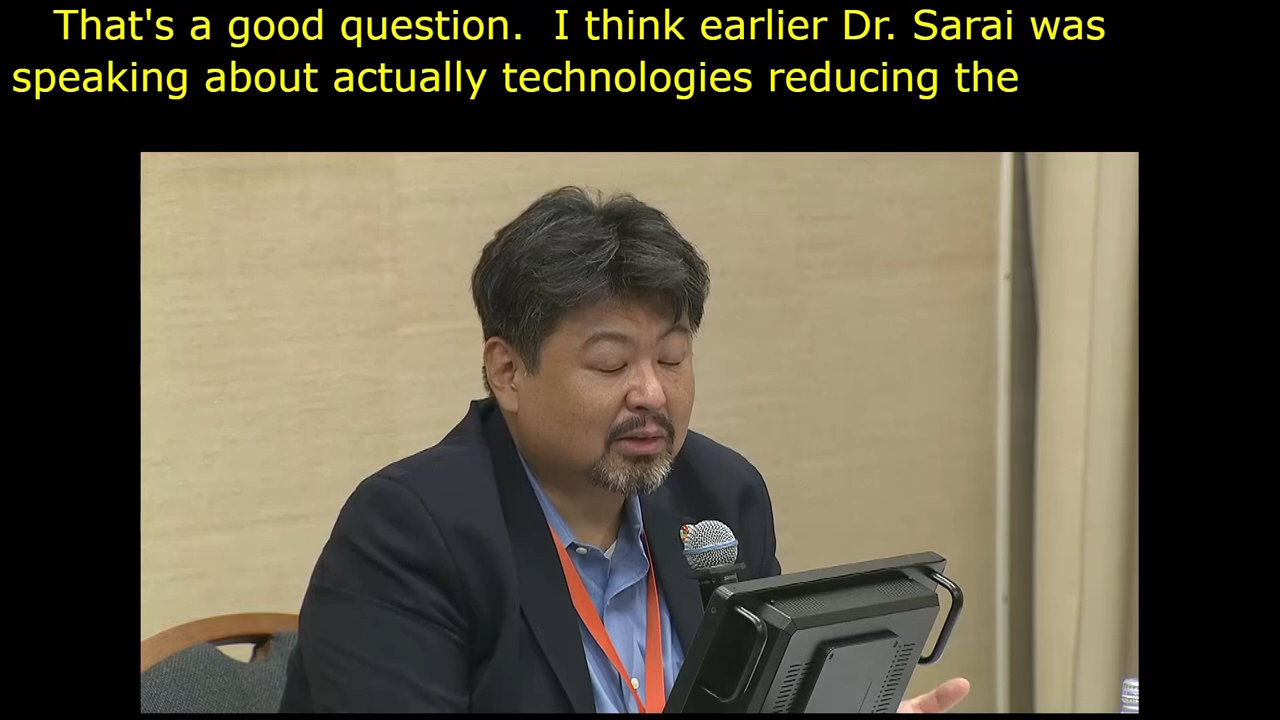 That's a good question.  I think earlier Dr. Sarai was
speaking about actually technologies reducing the